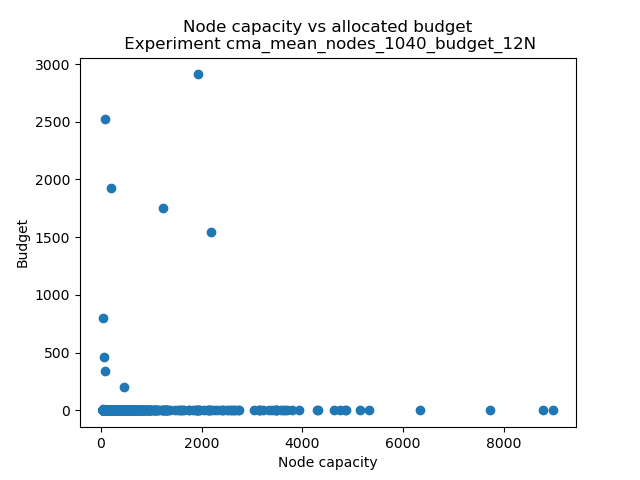 Node capacity vs allocated budget
Experiment cma_mean_nodes_1040_budget_12N
3000
2500
2000
1500
1000
500
0
Budget
0 2000 4000 6000 8000
Node capacity